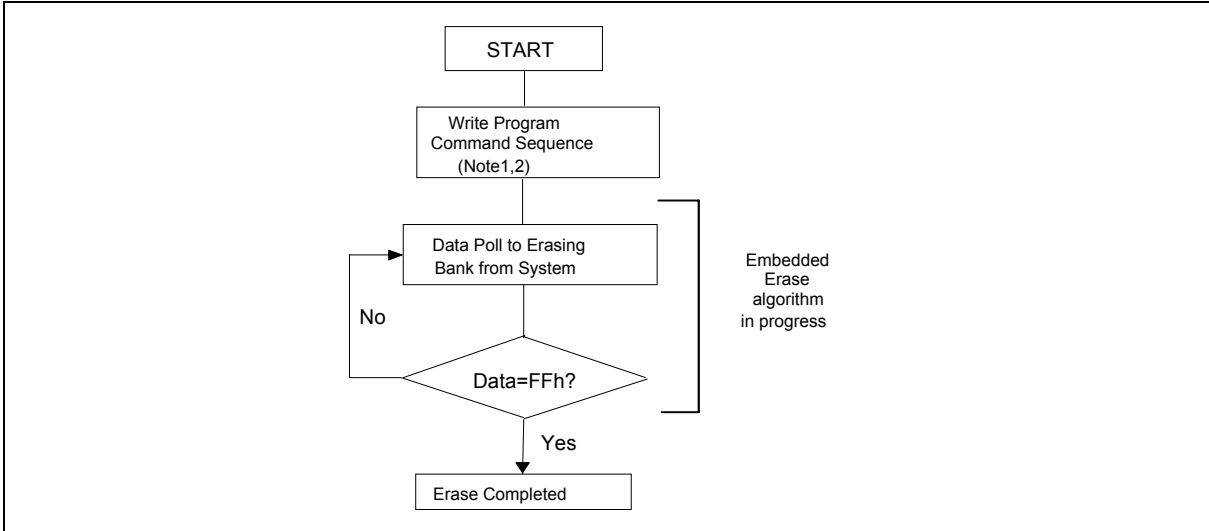 START
Write Program
Command Sequence
(Note1,2)
Data Poll to Erasing
Bank from System
Embedded
Erase
algorithm
in progress
No
Data=FFh?
Yes
Erase Completed